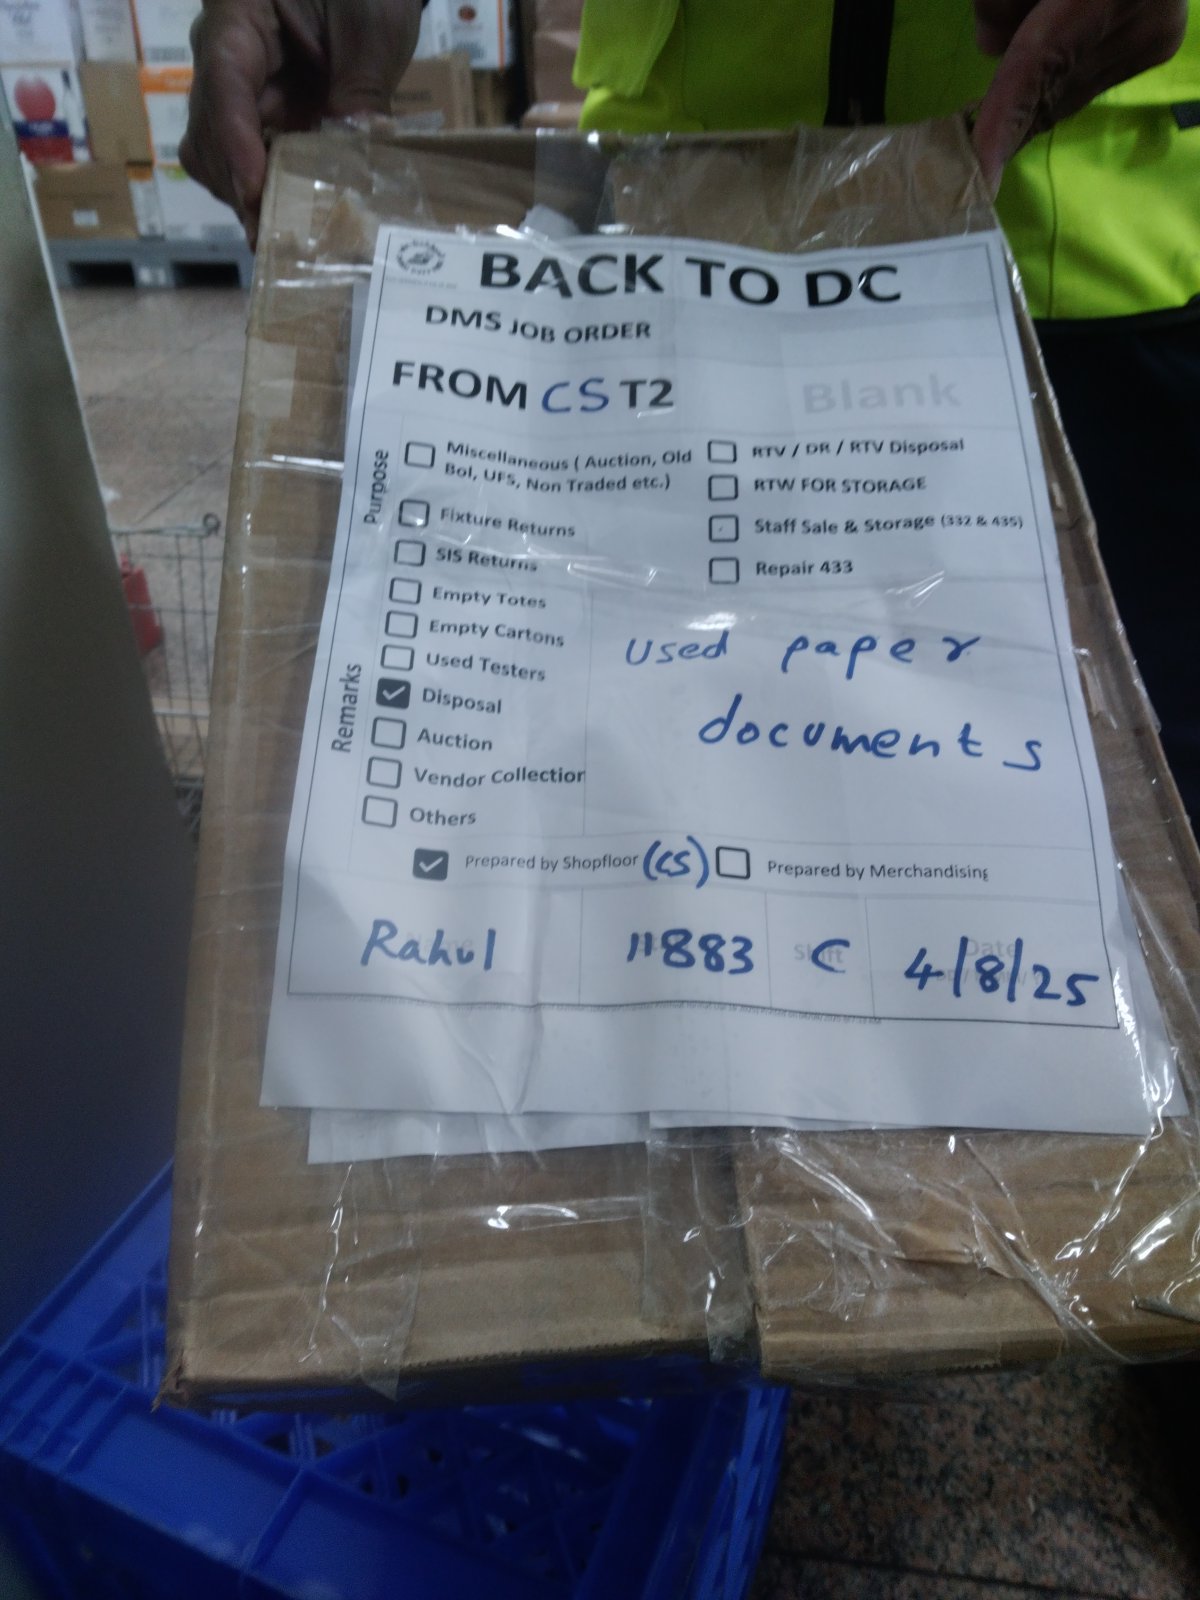 BACK TO DC
DMS JOB ORDER
FROM CS T2
Blank
Purpose
Miscellaneous ( Auction, Old
Bol, UFS, Non Traded etc.)
Fixture Returns
SIS Returns
RTV / DR / RTV Disposal
RTW FOR STORAGE
Staff Sale & Storage (332 & 435)
Repair 433
Remarks
Empty Totes
Empty Cartons
Used Testers
Disposal
Auction
Vendor Collection
Others
used paper
documents
Prepared by Shopfloor (CS)
Prepared by Merchandising
Rahul 11883 Shift C Date 4/8/25